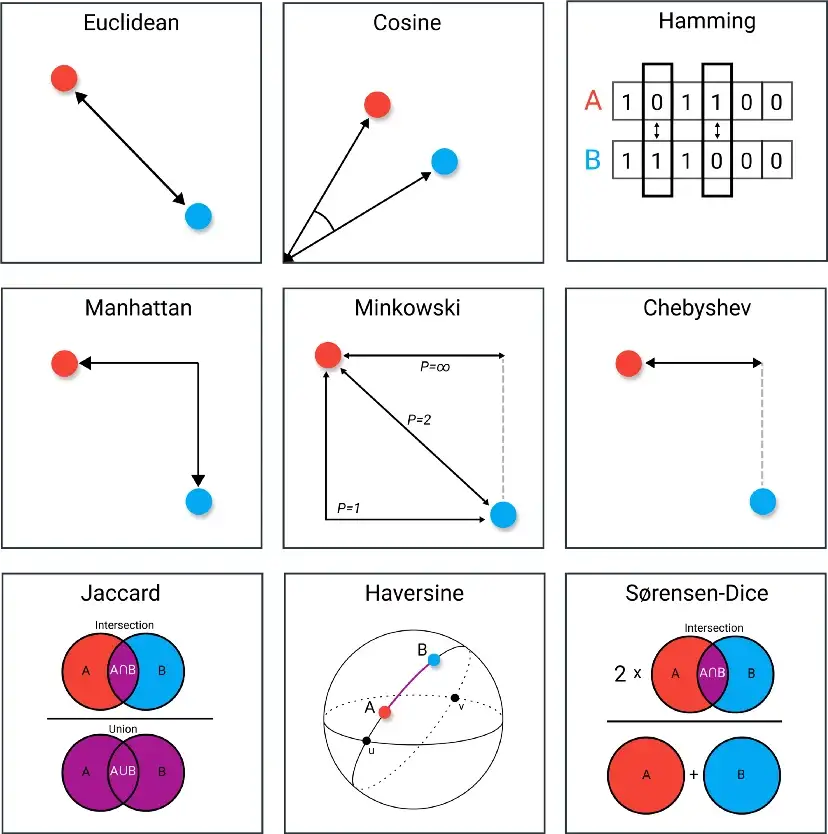 Euclidean
Cosine
Hamming
A 1 0 1 1 0 0
B 1 1 1 0 0 0
Manhattan
Minkowski
P=∞
P=2
P=1
Chebyshev
Jaccard
Intersection
A A∩B B
Union
A A∪B B
Haversine
B
A
v
u
Sørensen-Dice
Intersection
2 x A A∩B B
A + B